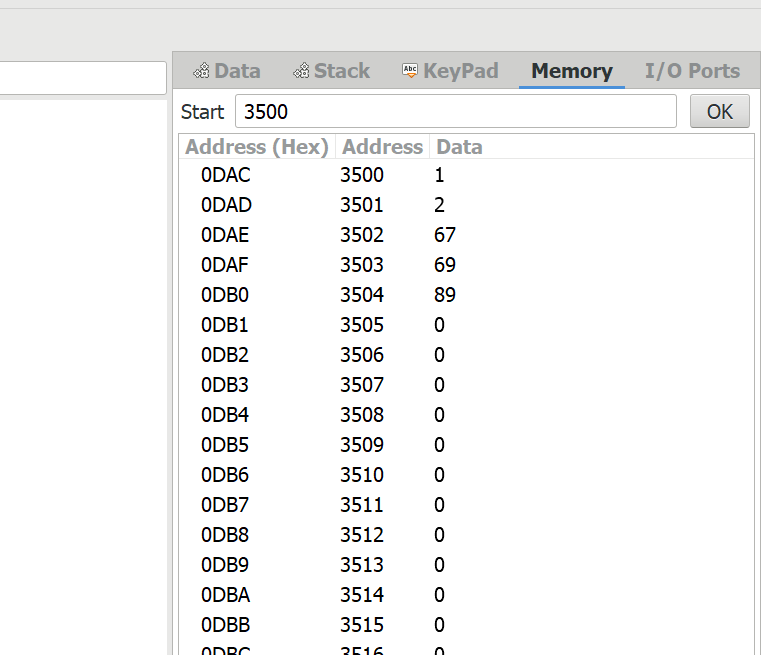 Data Stack Abc KeyPad Memory I/O Ports
Start 3500 OK
Address (Hex) Address Data
0DAC 3500 1
0DAD 3501 2
0DAE 3502 67
0DAF 3503 69
0DB0 3504 89
0DB1 3505 0
0DB2 3506 0
0DB3 3507 0
0DB4 3508 0
0DB5 3509 0
0DB6 3510 0
0DB7 3511 0
0DB8 3512 0
0DB9 3513 0
0DBA 3514 0
0DBB 3515 0
0DBC 3516 0